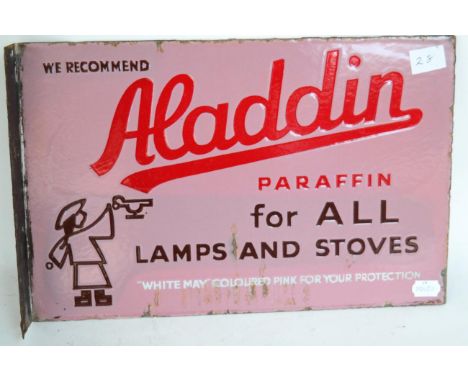 WE RECOMMEND
28
Aladdin
PARAFFIN
for ALL
LAMPS AND STOVES
"WHITE MAY" COLOURED PINK FOR YOUR PROTECTION